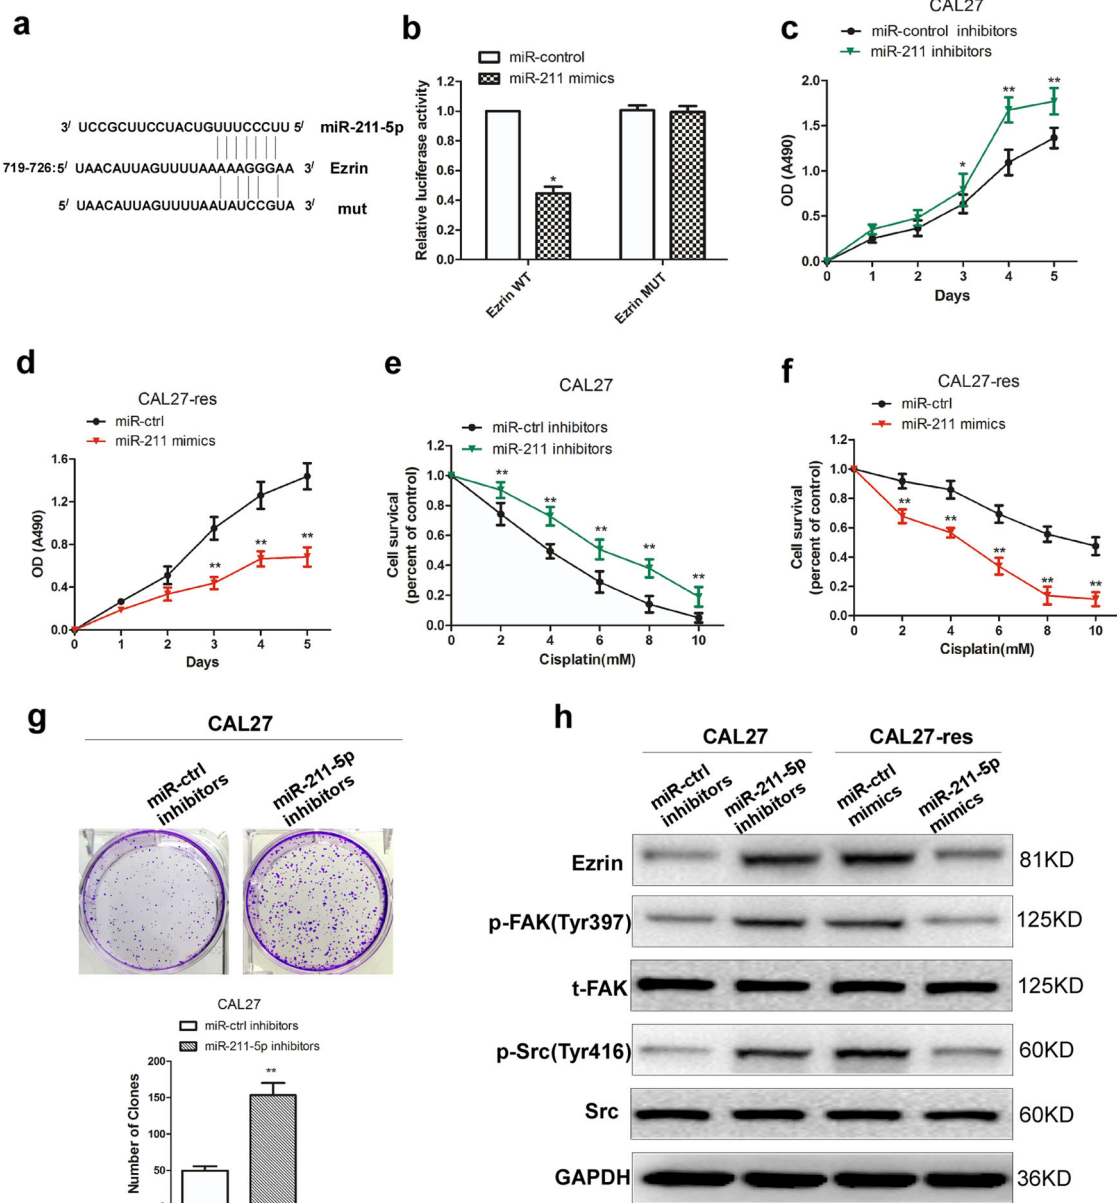 a
3/ UCCGCUUCCUACUGUUUCCCUU 5/ miR-211-5p
719-726:5/ UAACAUUAGUUUUAAAAAGGGAA 3/ Ezrin
5/ UAACAUUAGUUUUAAUAUCCGUA 3/ mut
b
miR-control
miR-211 mimics
Relative luciferase activity
1.2
1.0
0.8
0.6
0.4
0.2
0.0
*
Ezrin WT
Ezrin MUT
c
CAL27
miR-control inhibitors
miR-211 inhibitors
OD (A490)
2.0
1.5
1.0
0.5
0.0
* ** **
0 1 2 3 4 5
Days
d
CAL27-res
miR-ctrl
miR-211 mimics
OD (A490)
1.6
1.2
0.8
0.4
0.0
** ** **
0 1 2 3 4 5
Days
e
CAL27
miR-ctrl inhibitors
miR-211 inhibitors
Cell survical
(percent of control)
1.2
1.0
0.8
0.6
0.4
0.2
0.0
** ** ** ** **
0 2 4 6 8 10
Cisplatin(mM)
f
CAL27-res
miR-ctrl
miR-211 mimics
Cell survival
(percent of control)
1.2
1.0
0.8
0.6
0.4
0.2
0.0
** ** ** ** **
0 2 4 6 8 10
Cisplatin(mM)
g
CAL27
miR-ctrl
inhibitors
miR-211-5p
inhibitors
CAL27
miR-ctrl inhibitors
miR-211-5p inhibitors
Number of Clones
200
150
100
50
**
h
CAL27 CAL27-res
miR-ctrl
inhibitors
miR-211-5p
inhibitors
miR-ctrl
mimics
miR-211-5p
mimics
Ezrin 81KD
p-FAK(Tyr397) 125KD
t-FAK 125KD
p-Src(Tyr416) 60KD
Src 60KD
GAPDH 36KD